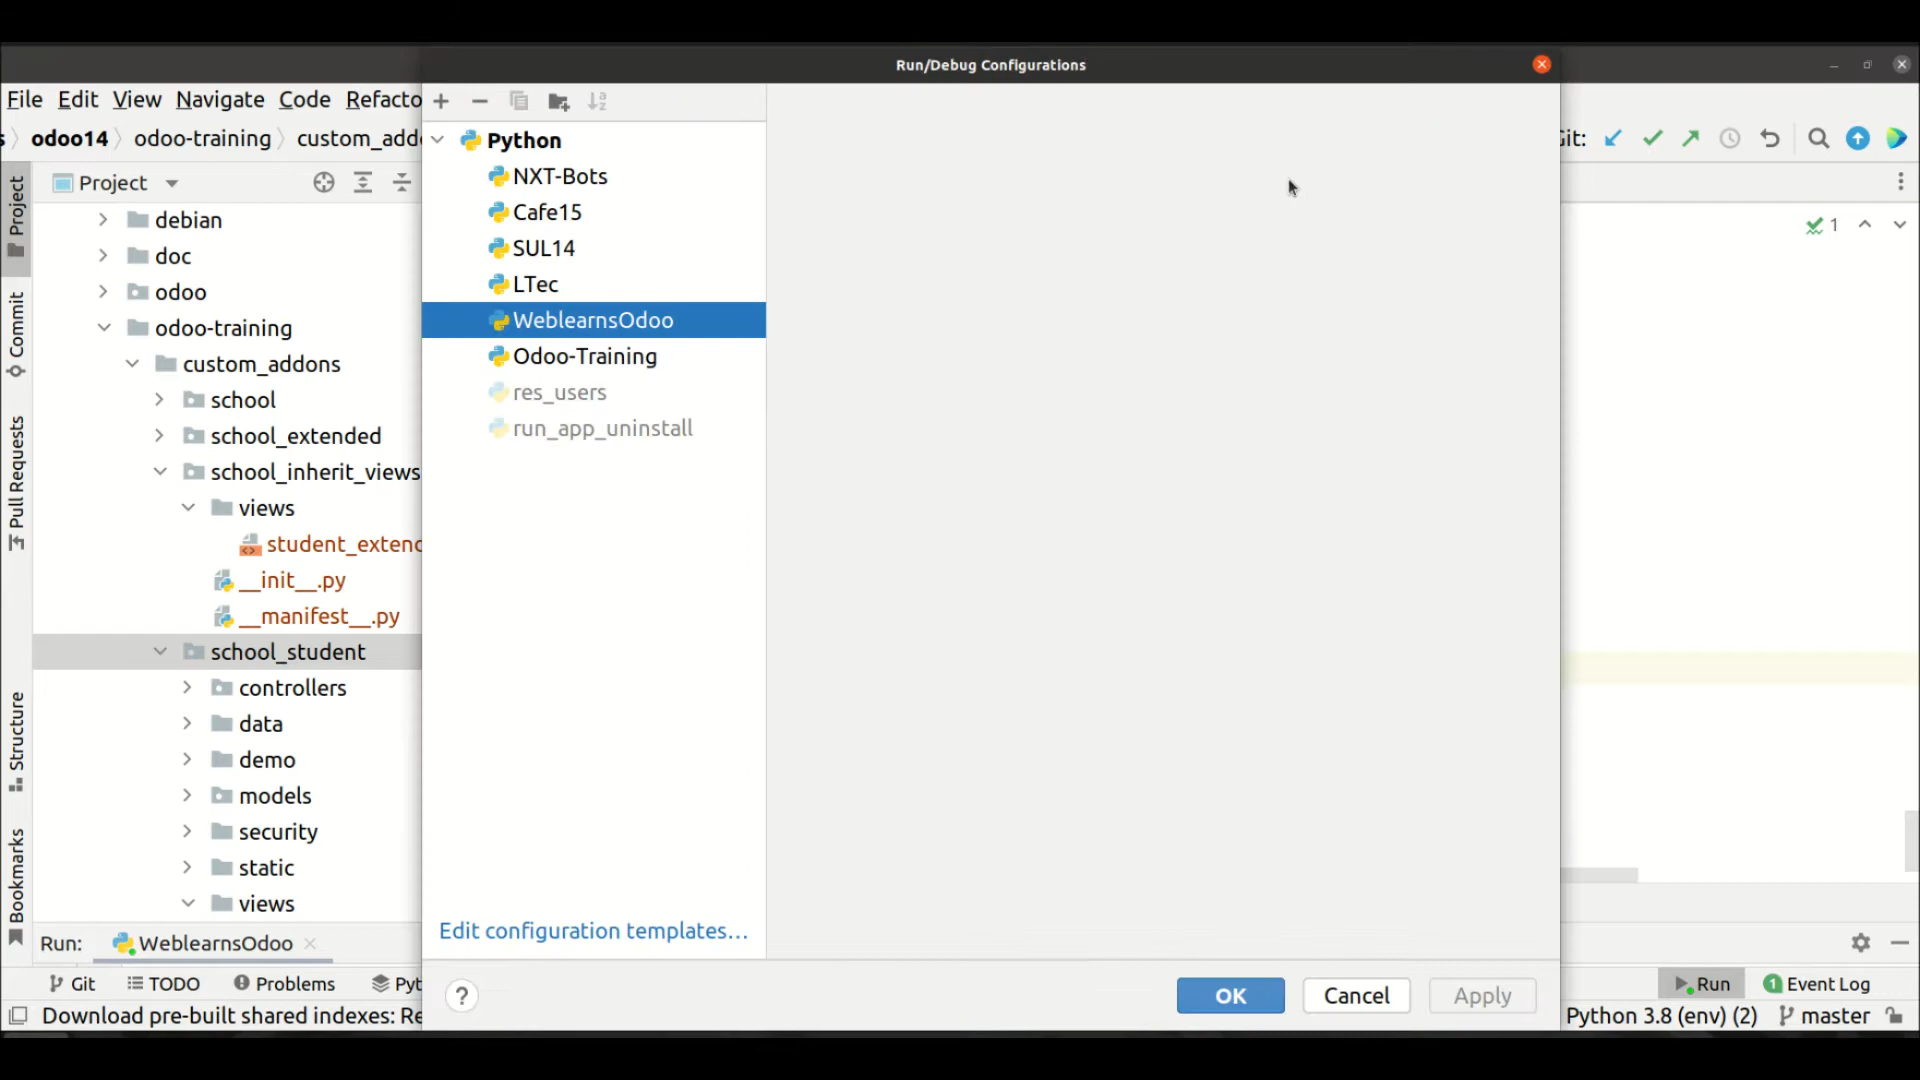 Run/Debug Configurations
File Edit View Navigate Code Refacto
odoo14 odoo-training custom_add
Git:
Project
debian
doc
odoo
odoo-training
custom_addons
school
school_extended
school_inherit_views
views
student_extend
__init__.py
__manifest__.py
school_student
controllers
data
demo
models
security
static
views
Python
NXT-Bots
Cafe15
SUL14
LTec
WeblearnsOdoo
Odoo-Training
res_users
run_app_uninstall
Edit configuration templates...
?
OK
Cancel
Apply
1
Project
Commit
Pull Requests
Structure
Bookmarks
Run: WeblearnsOdoo
Git TODO Problems Pyt
Run 1 Event Log
Download pre-built shared indexes: Re
Python 3.8 (env) (2) master